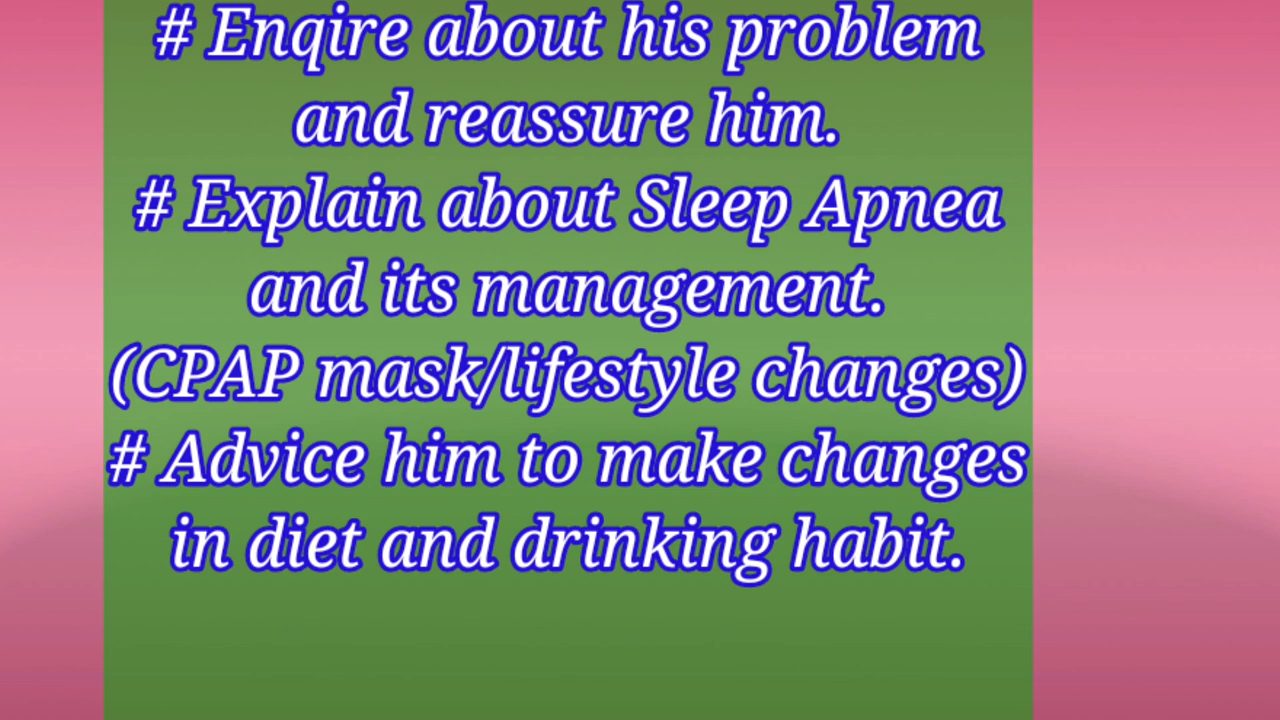 # Enqire about his problem
and reassure him.
# Explain about Sleep Apnea
and its management.
(CPAP mask/lifestyle changes)
# Advice him to make changes
in diet and drinking habit.